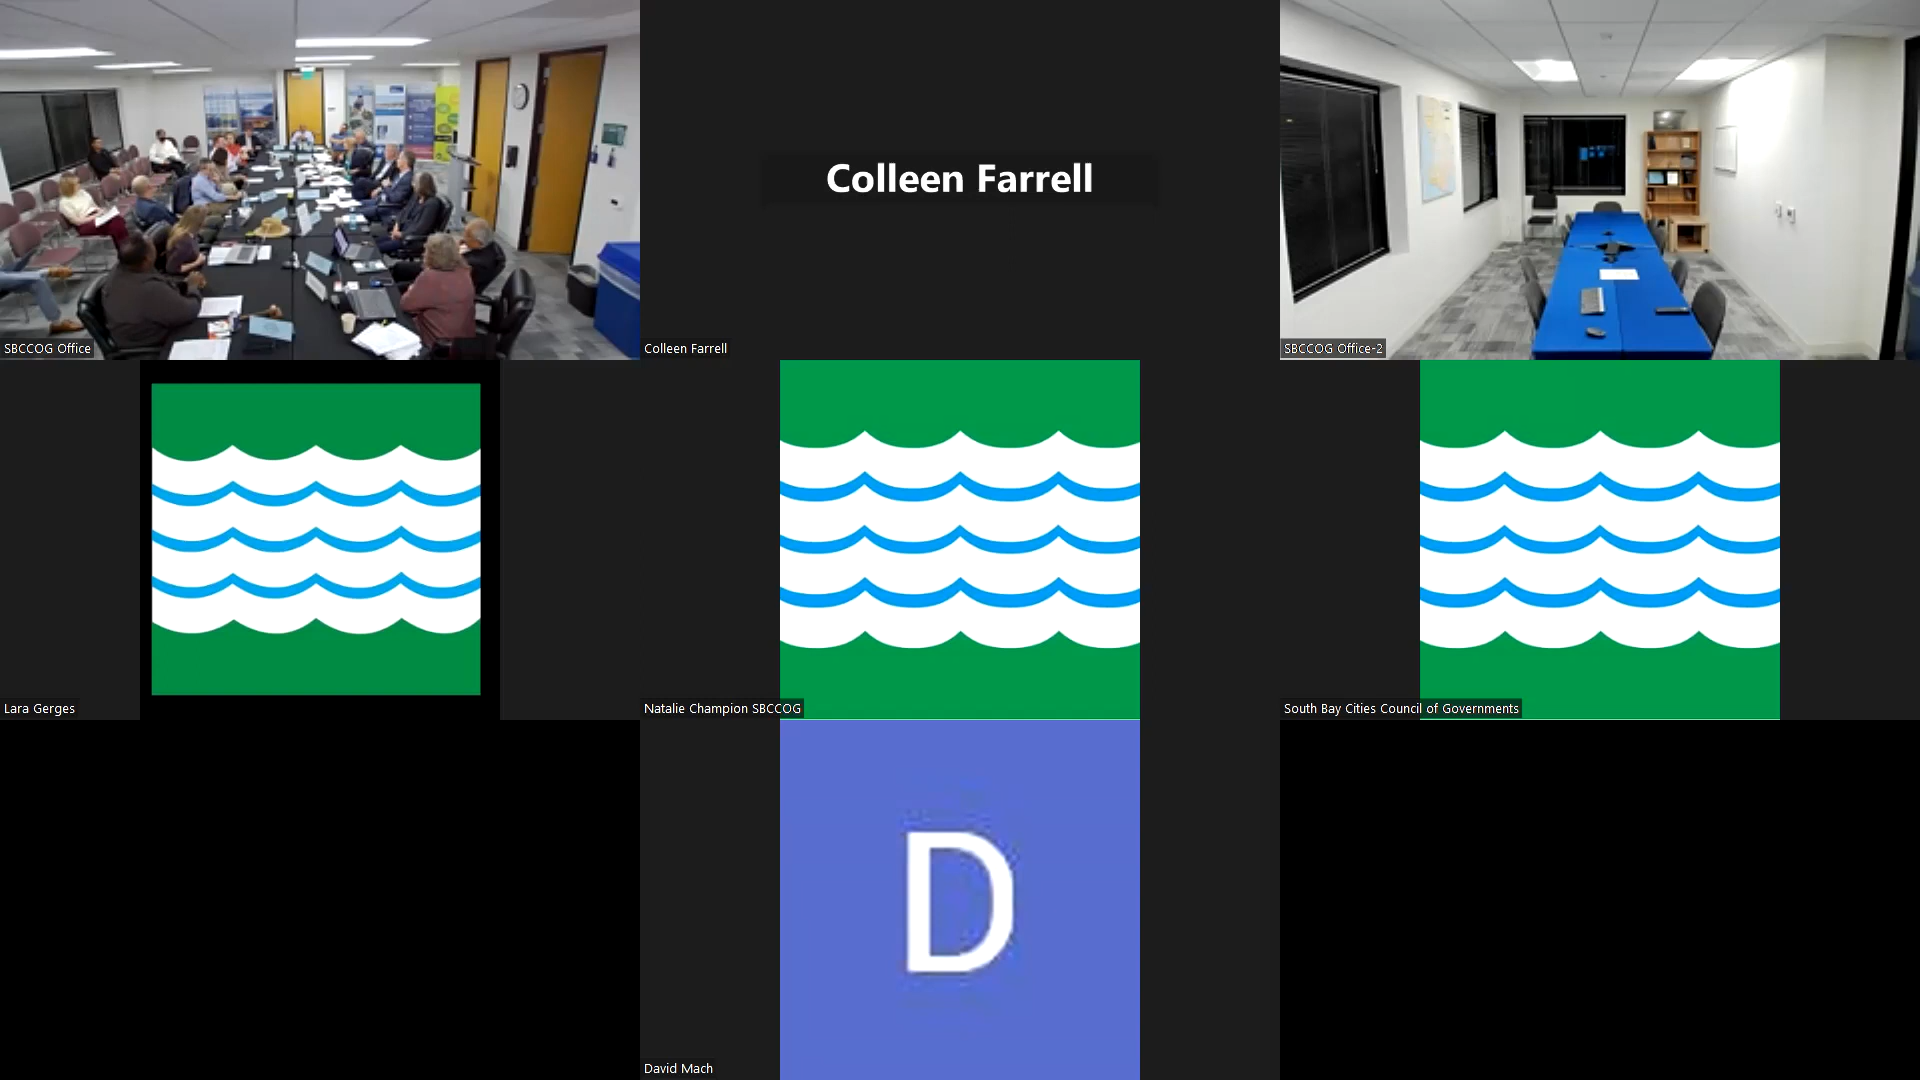 SBCCOG Office
Colleen Farrell
Colleen Farrell
SBCCOG Office-2
Lara Gerges
Natalie Champion SBCCOG
South Bay Cities Council of Governments
D
David Mach